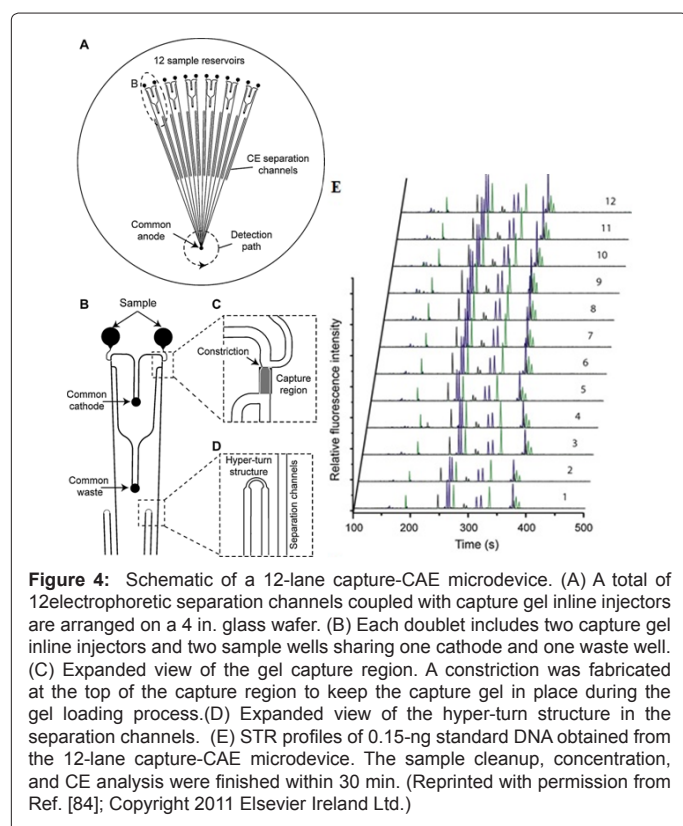 A
12 sample reservoirs
B
CE separation
channels
Common
anode
Detection
path
B
Sample
Common
cathode
Common
waste
C
Constriction
Capture
region
D
Hyper-turn
structure
Separation channels
E
Relative fluorescence intensity
12
11
10
9
8
7
6
5
4
3
2
1
100 200 300 400 500
Time (s)
Figure 4: Schematic of a 12-lane capture-CAE microdevice. (A) A total of
12electrophoretic separation channels coupled with capture gel inline injectors
are arranged on a 4 in. glass wafer. (B) Each doublet includes two capture gel
inline injectors and two sample wells sharing one cathode and one waste well.
(C) Expanded view of the gel capture region. A constriction was fabricated
at the top of the capture region to keep the capture gel in place during the
gel loading process.(D) Expanded view of the hyper-turn structure in the
separation channels. (E) STR profiles of 0.15-ng standard DNA obtained from
the 12-lane capture-CAE microdevice. The sample cleanup, concentration,
and CE analysis were finished within 30 min. (Reprinted with permission from
Ref. [84]; Copyright 2011 Elsevier Ireland Ltd.)